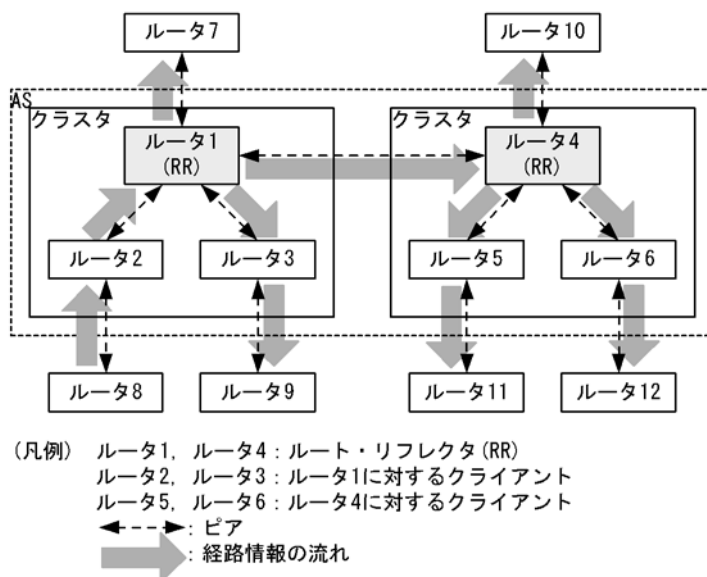 ルータ7
ルータ10
AS
クラスタ
クラスタ
ルータ1
(RR)
ルータ4
(RR)
ルータ2
ルータ3
ルータ5
ルータ6
ルータ8
ルータ9
ルータ11
ルータ12
(凡例) ルータ1, ルータ4:ルート・リフレクタ(RR)
ルータ2, ルータ3:ルータ1に対するクライアント
ルータ5, ルータ6:ルータ4に対するクライアント
:ピア
:経路情報の流れ